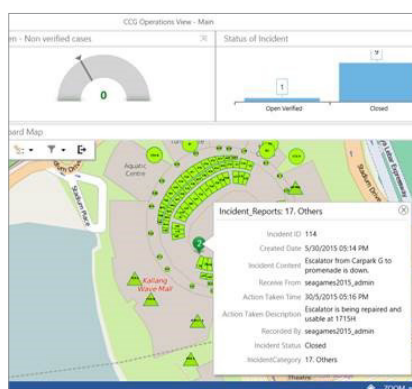 CCG Operations View - Main
en - Non verified cases
Status of Incident
0
1
9
Open Verified
Closed
oard Map
Stadium Drive
Aquatic
Centre
Stadium Place
Kallang
Wave Mall
2
Incident_Reports: 17. Others
Incident ID 114
Created Date 5/30/2015 05:14 PM
Incident Content Escalator from Carpark G to
promenade is down.
Receive From seagames2015_admin
Action Taken Time 30/5/2015 05:16 PM
Action Taken Description Escalator is being repaired and
usable at 1715H
Recorded By seagames2015_admin
Incident Status Closed
IncidentCategory 17. Others
ZOOM